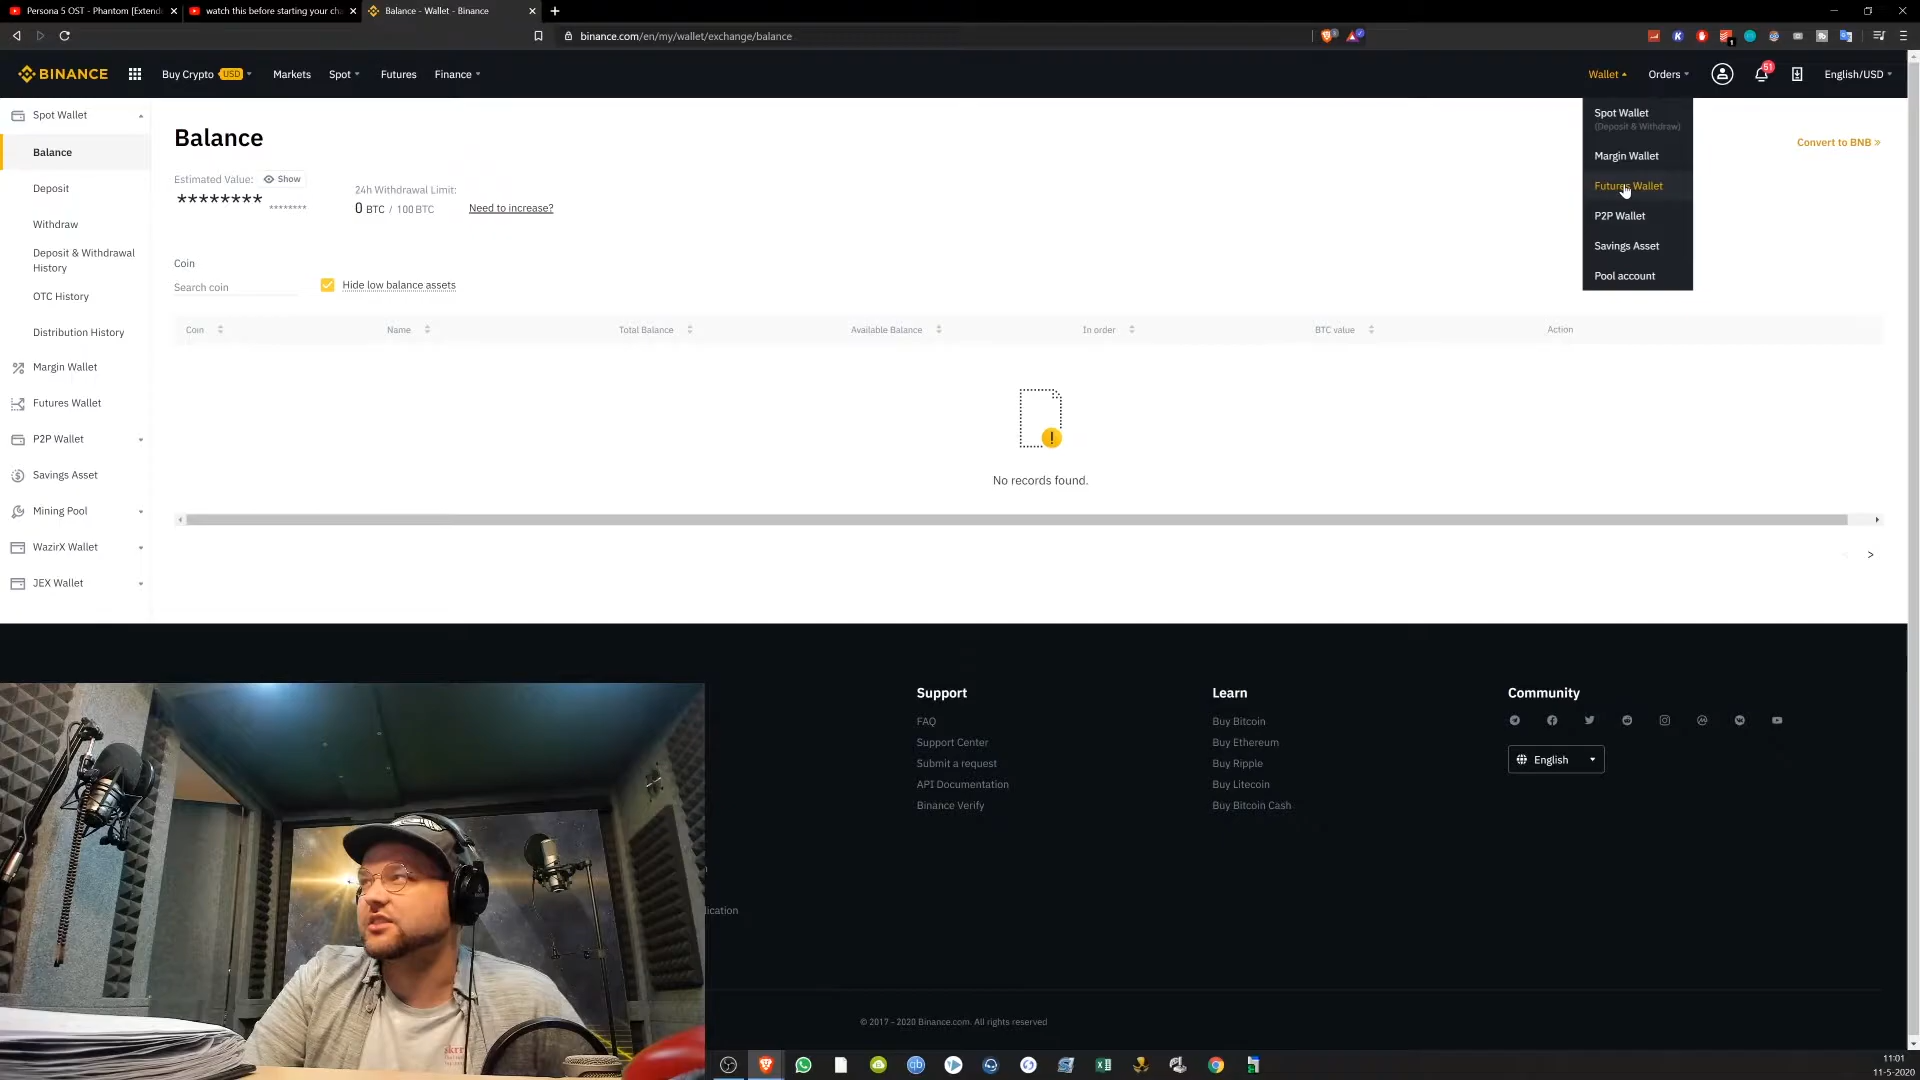 Persona 5 OST - Phantom [Extend
watch this before starting your ch
Balance - Wallet - Binance
binance.com/en/my/wallet/exchange/balance
BINANCE
Buy Crypto USD
Markets
Spot
Futures
Finance
Wallet
Orders
51
English/USD
Spot Wallet
Balance
Deposit
Withdraw
Deposit & Withdrawal
History
OTC History
Distribution History
Margin Wallet
Futures Wallet
P2P Wallet
Savings Asset
Mining Pool
WazirX Wallet
JEX Wallet
Balance
Estimated Value: Show
******** ********
24h Withdrawal Limit:
0 BTC / 100 BTC
Need to increase?
Spot Wallet
(Deposit & Withdraw)
Margin Wallet
Futures Wallet
P2P Wallet
Savings Asset
Pool account
Convert to BNB »
Coin
Search coin
Hide low balance assets
Coin
Name
Total Balance
Available Balance
In order
BTC value
Action
No records found.
Support
FAQ
Support Center
Submit a request
API Documentation
Binance Verify
Learn
Buy Bitcoin
Buy Ethereum
Buy Ripple
Buy Litecoin
Buy Bitcoin Cash
Community
English
lication
© 2017 - 2020 Binance.com. All rights reserved
11:01
11-5-2020